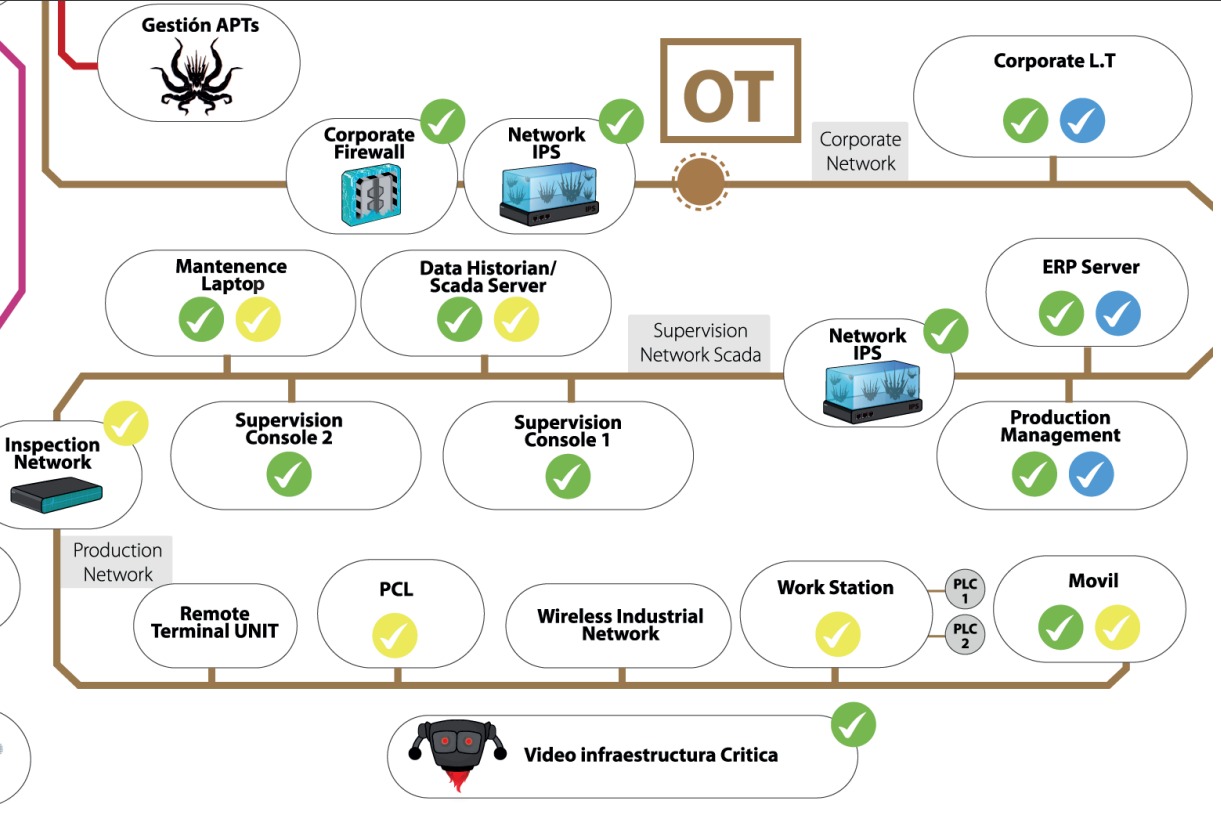 Gestión APTs
Corporate
Firewall
Network
IPS
IPS
OT
Corporate
Network
Corporate L.T
Mantenence
Laptop
Data Historian/
Scada Server
Supervision
Network Scada
Network
IPS
IPS
ERP Server
Inspection
Network
Supervision
Console 2
Supervision
Console 1
Production
Management
Production
Network
Remote
Terminal UNIT
PCL
Wireless Industrial
Network
Work Station
PLC
1
PLC
2
Movil
Video infraestructura Critica